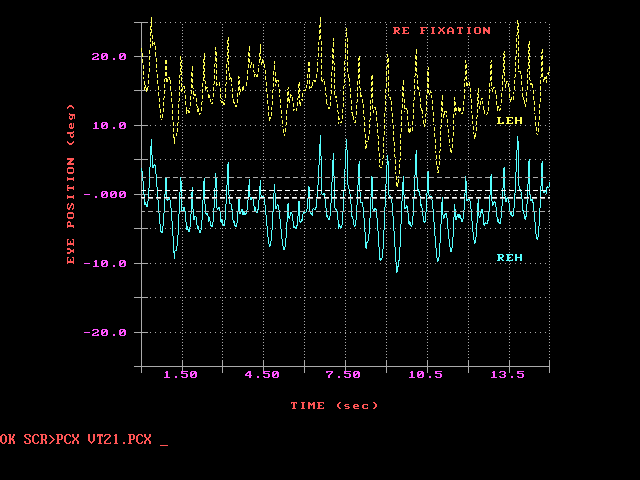 RE FIXATION
20.0
LEH
10.0
EYE POSITION (deg)
-.000
REH
-10.0
-20.0
1.50 4.50 7.50 10.5 13.5
TIME (sec)
OK SCR>PCX VT21.PCX _